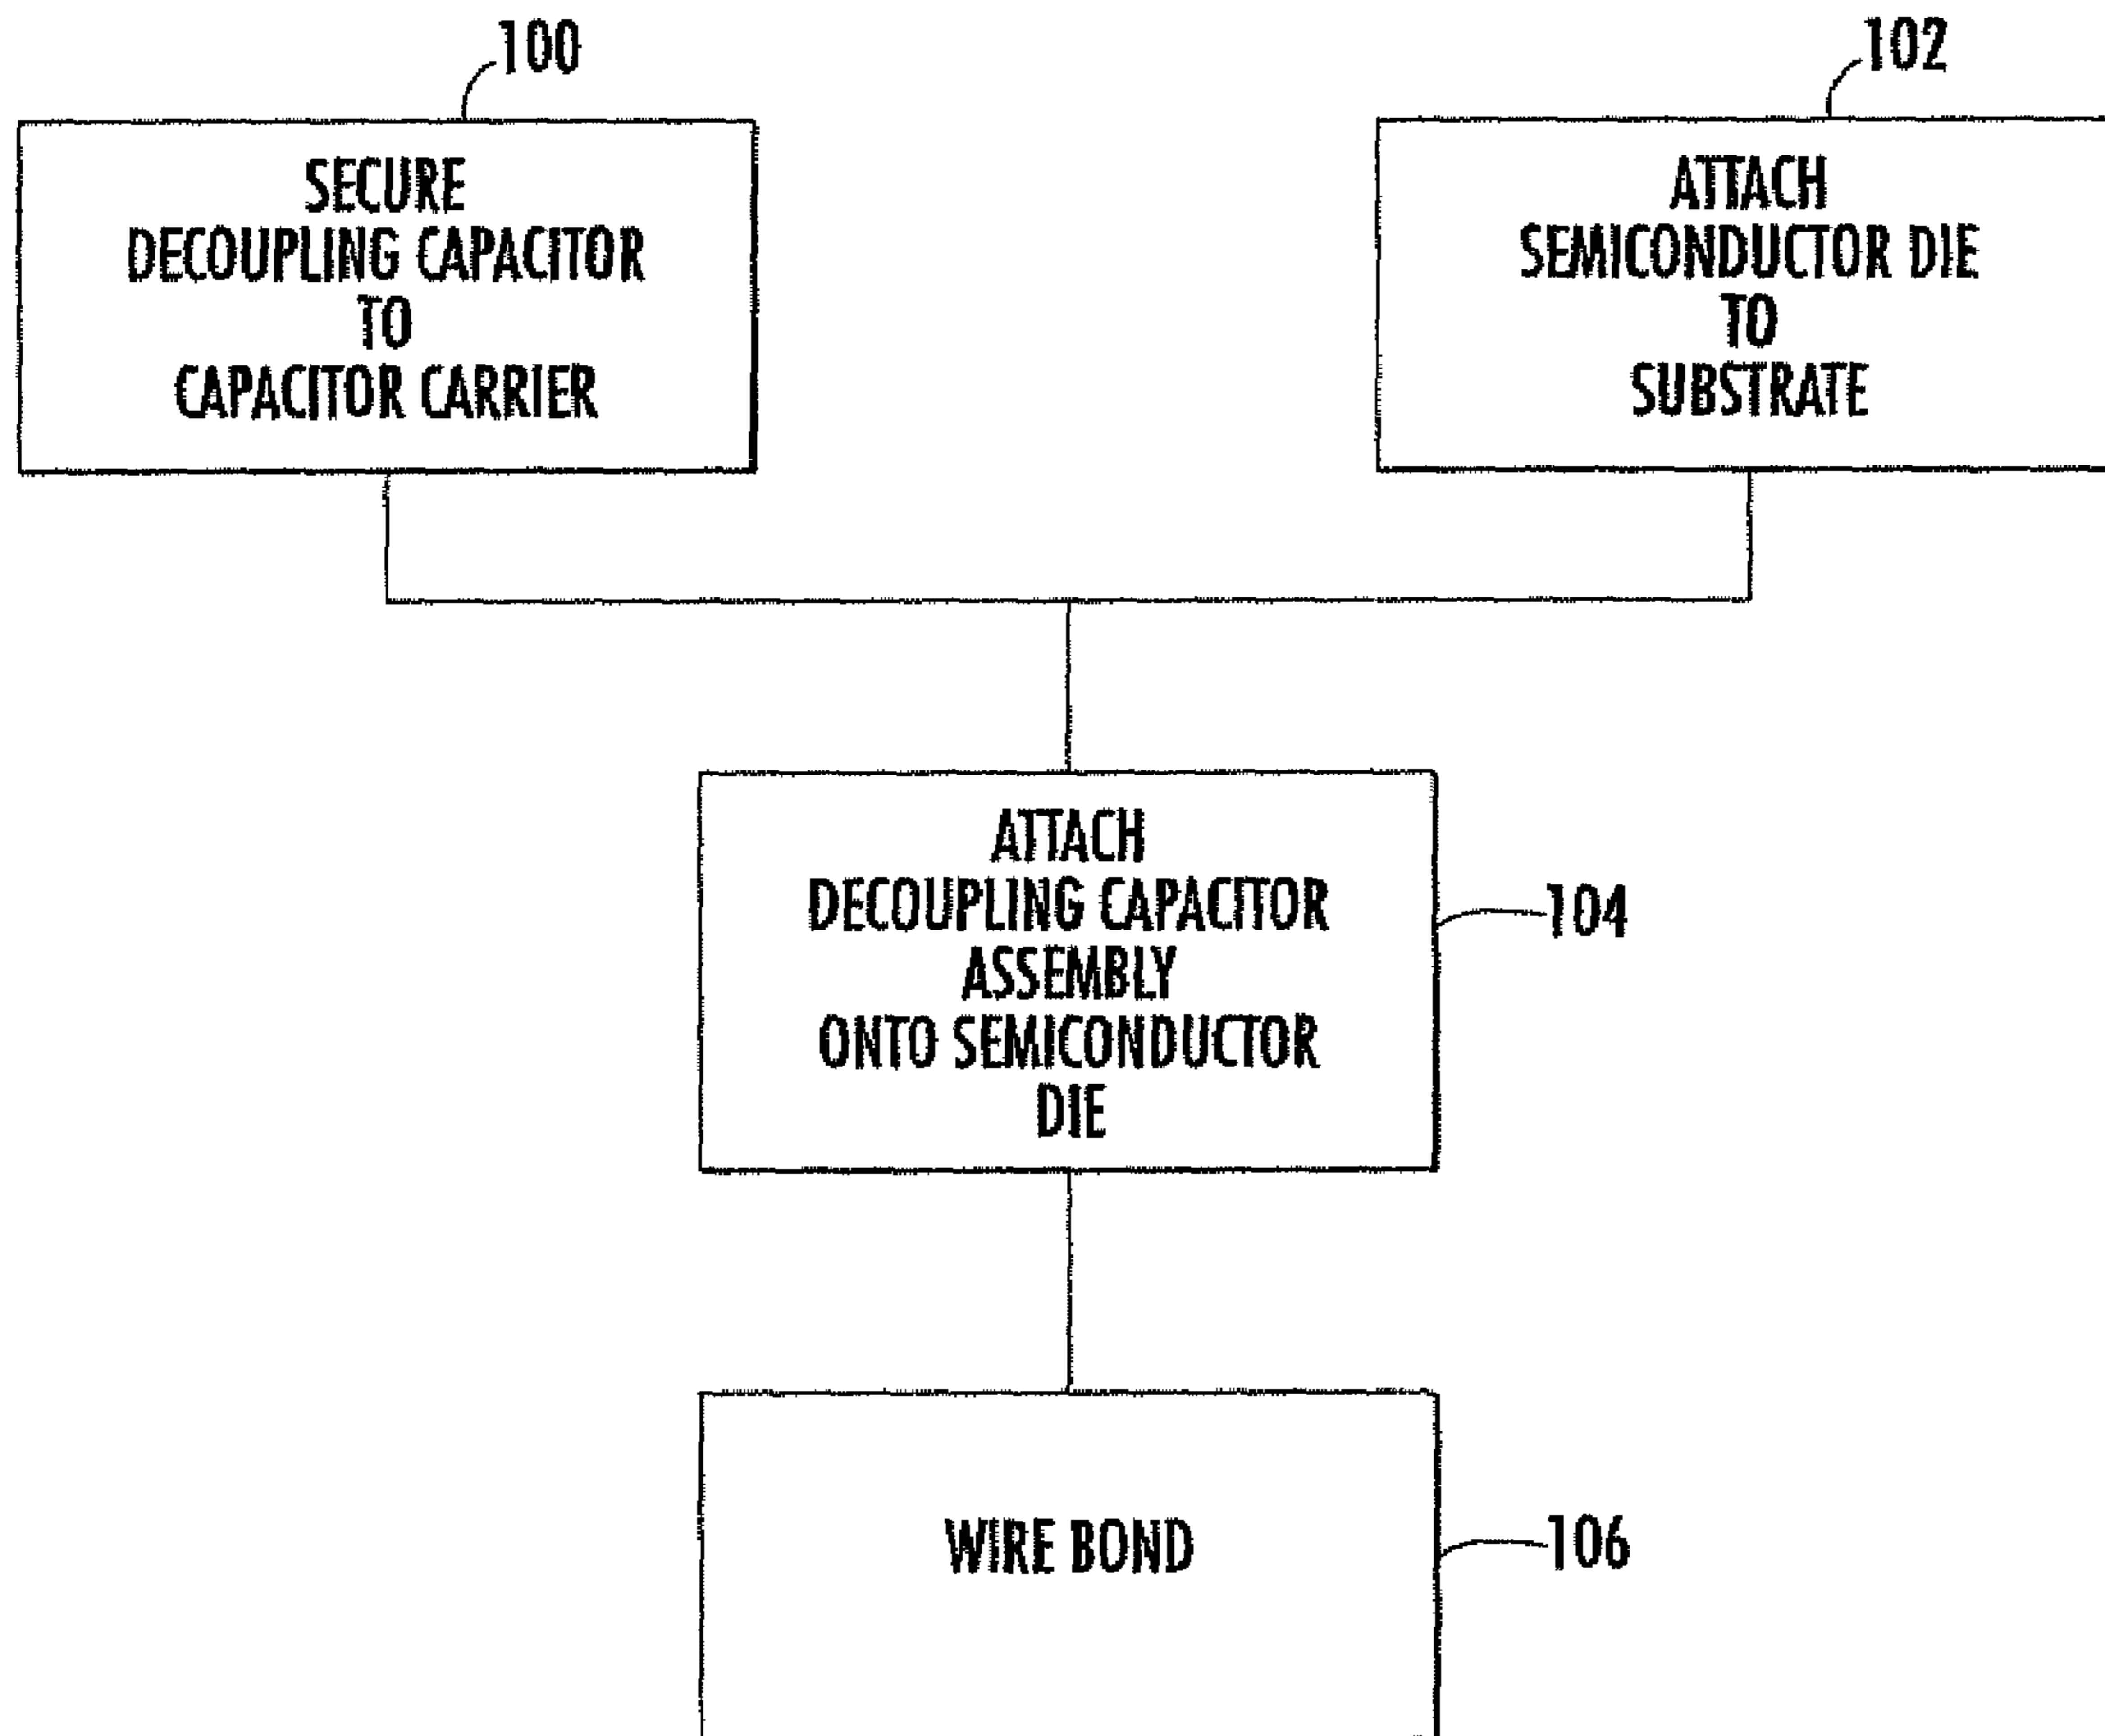 100
SECURE
DECOUPLING CAPACITOR
TO
CAPACITOR CARRIER
102
ATTACH
SEMICONDUCTOR DIE
TO
SUBSTRATE
ATTACH
DECOUPLING CAPACITOR
ASSEMBLY
ONTO SEMICONDUCTOR
DIE
104
WIRE BOND
106